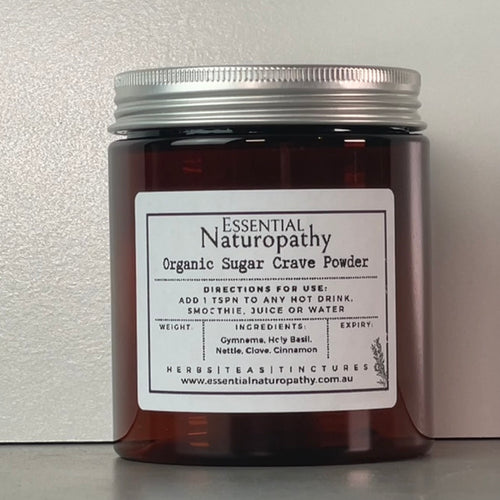 ESSENTIAL
Naturopathy
Organic Sugar Crave Powder
DIRECTIONS FOR USE:
ADD 1 TSPN TO ANY HOT DRINK,
SMOOTHIE, JUICE OR WATER
WEIGHT: INGREDIENTS: EXPIRY:
Gymnema, Holy Basil,
Nettle, Clove, Cinnamon
HERBS|TEAS|TINCTURES
www.essentialnaturopathy.com.au